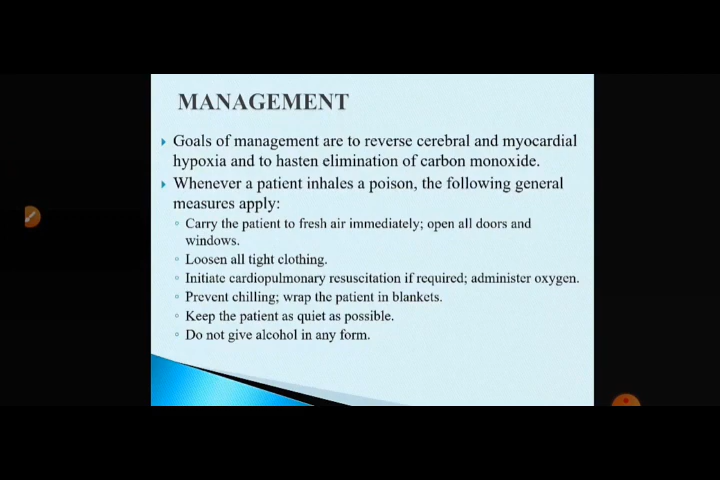 MANAGEMENT
Goals of management are to reverse cerebral and myocardial
hypoxia and to hasten elimination of carbon monoxide.
Whenever a patient inhales a poison, the following general
measures apply:
Carry the patient to fresh air immediately; open all doors and
windows.
Loosen all tight clothing.
Initiate cardiopulmonary resuscitation if required; administer oxygen.
Prevent chilling; wrap the patient in blankets.
Keep the patient as quiet as possible.
Do not give alcohol in any form.